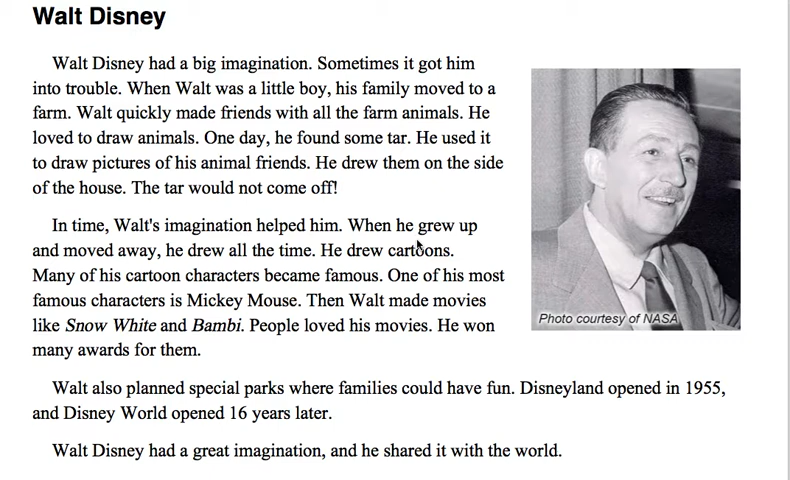 Walt Disney
Walt Disney had a big imagination. Sometimes it got him
into trouble. When Walt was a little boy, his family moved to a
farm. Walt quickly made friends with all the farm animals. He
loved to draw animals. One day, he found some tar. He used it
to draw pictures of his animal friends. He drew them on the side
of the house. The tar would not come off!
In time, Walt's imagination helped him. When he grew up
and moved away, he drew all the time. He drew cartoons.
Many of his cartoon characters became famous. One of his most
famous characters is Mickey Mouse. Then Walt made movies
like Snow White and Bambi. People loved his movies. He won
many awards for them.
Photo courtesy of NASA
Walt also planned special parks where families could have fun. Disneyland opened in 1955,
and Disney World opened 16 years later.
Walt Disney had a great imagination, and he shared it with the world.